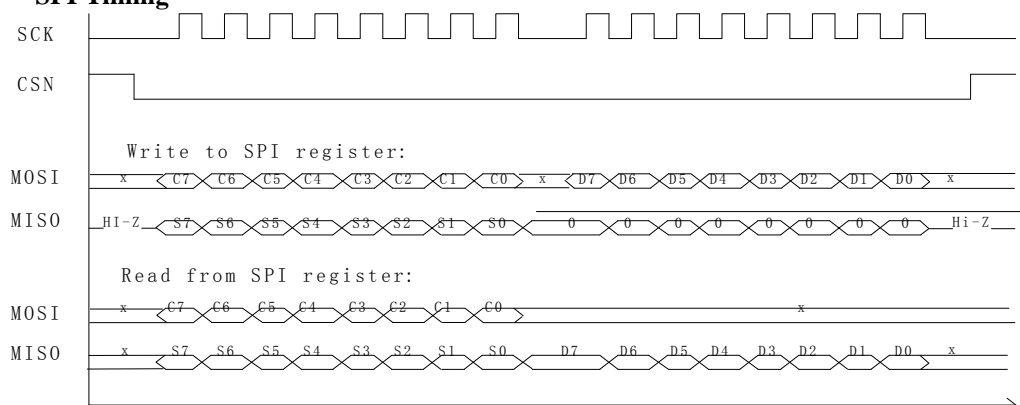 SPI Timing
SCK
CSN
Write to SPI register:
MOSI x C7 C6 C5 C4 C3 C2 C1 C0 x D7 D6 D5 D4 D3 D2 D1 D0 x
MISO HI-Z S7 S6 S5 S4 S3 S2 S1 S0 0 0 0 0 0 0 0 0 Hi-Z
Read from SPI register:
MOSI x C7 C6 C5 C4 C3 C2 C1 C0 x
MISO x S7 S6 S5 S4 S3 S2 S1 S0 D7 D6 D5 D4 D3 D2 D1 D0 x